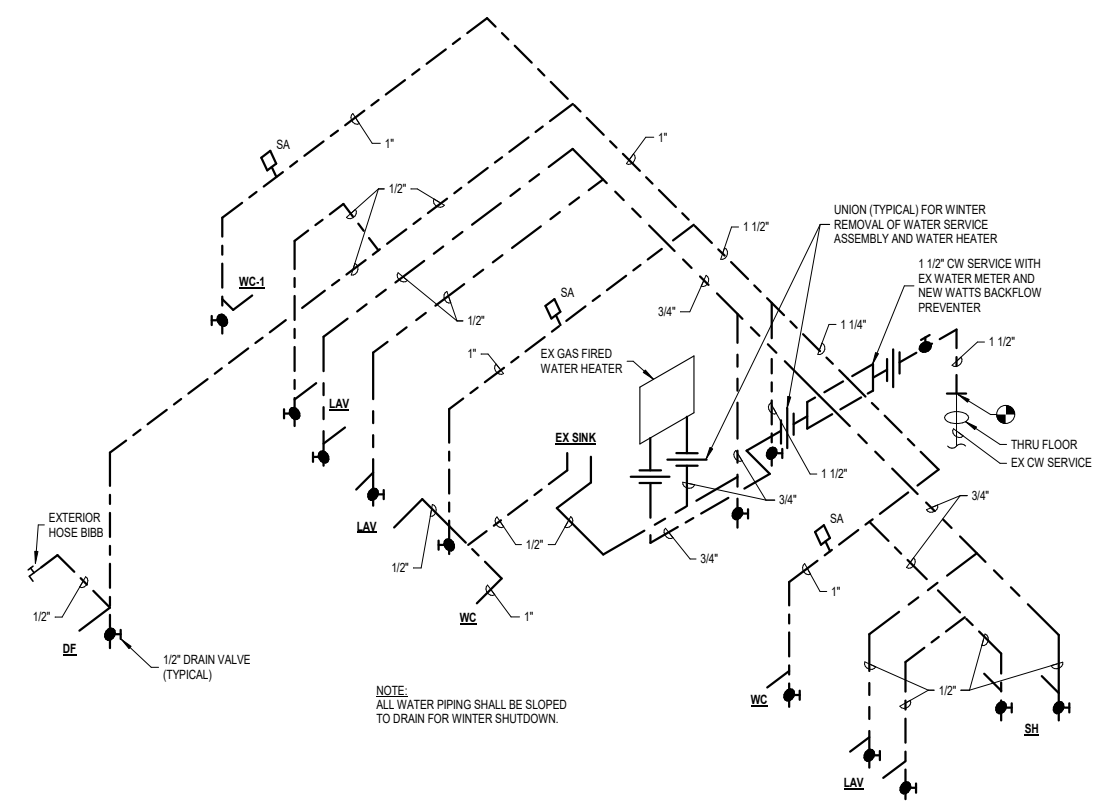 1"
SA
1"
1/2"
UNION (TYPICAL) FOR WINTER
REMOVAL OF WATER SERVICE
ASSEMBLY AND WATER HEATER
1 1/2"
1 1/2" CW SERVICE WITH
EX WATER METER AND
NEW WATTS BACKFLOW
PREVENTER
WC-1
SA
3/4"
1/2"
1 1/4"
1"
EX GAS FIRED
WATER HEATER
1 1/2"
LAV
EX SINK
THRU FLOOR
EX CW SERVICE
1 1/2"
3/4"
3/4"
LAV
EXTERIOR
HOSE BIBB
SA
1/2"
3/4"
1/2"
1"
1/2"
WC
1"
DF
1/2" DRAIN VALVE
(TYPICAL)
NOTE:
ALL WATER PIPING SHALL BE SLOPED
TO DRAIN FOR WINTER SHUTDOWN.
WC
1/2"
SH
LAV